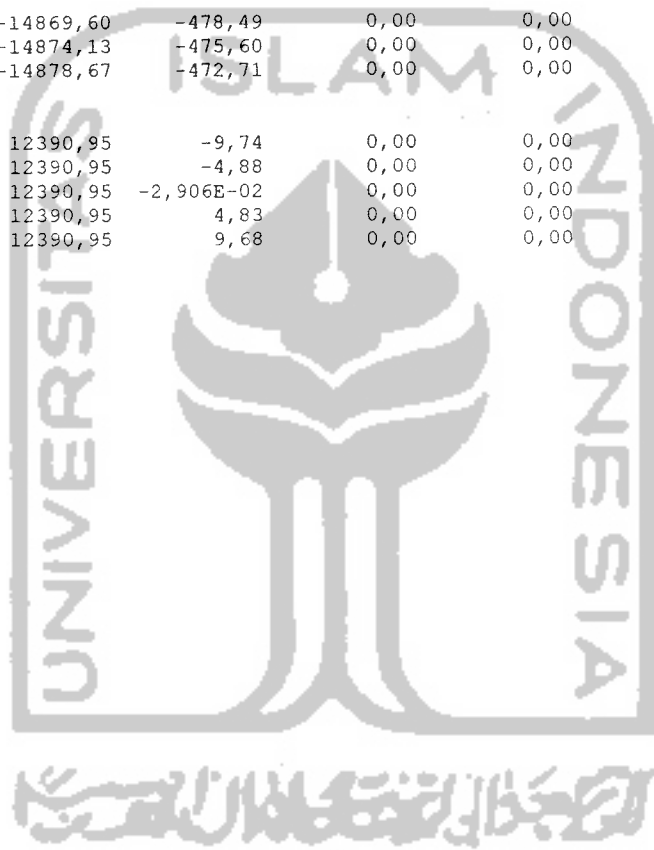 -14869,60 -478,49 0,00 0,00
-14874,13 -475,60 0,00 0,00
-14878,67 -472,71 0,00 0,00
12390,95 -9,74 0,00 0,00
12390,95 -4,88 0,00 0,00
12390,95 -2,906E-02 0,00 0,00
12390,95 4,83 0,00 0,00
12390,95 9,68 0,00 0,00
UNIVERSITAS
ISLAM
INDONESIA